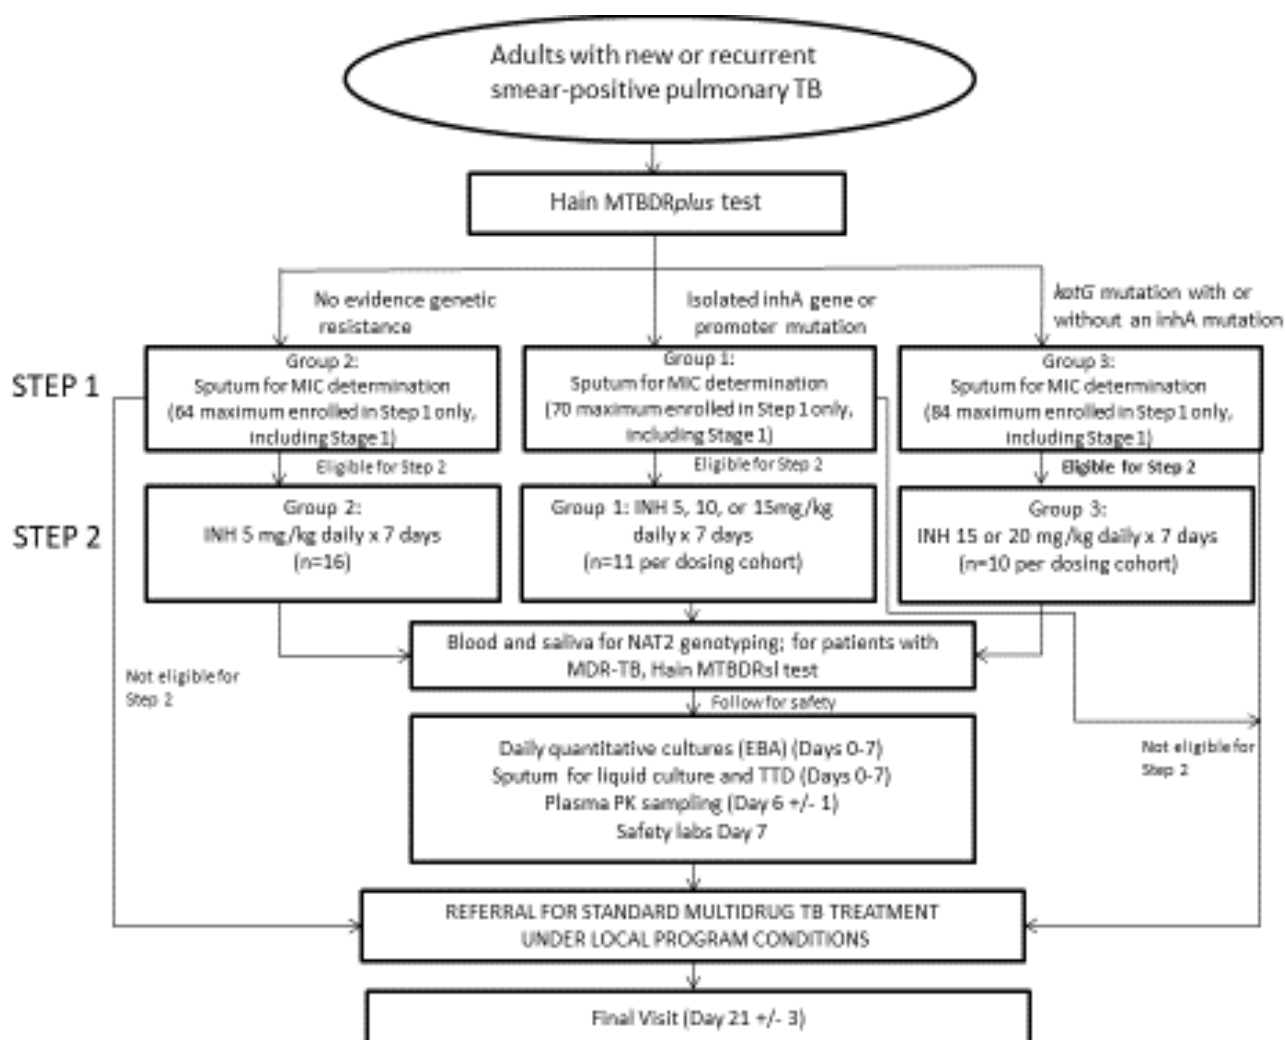 Adults with new or recurrent
smear-positive pulmonary TB
Hain MTBDRplus test
No evidence genetic
resistance
Isolated inhA gene or
promoter mutation
katG mutation with or
without an inhA mutation
STEP 1
Group 2:
Sputum for MIC determination
(64 maximum enrolled in Step 1 only,
including Stage 1)
Group 1:
Sputum for MIC determination
(70 maximum enrolled in Step 1 only,
including Stage 1)
Group 3:
Sputum for MIC determination
(84 maximum enrolled in Step 1 only,
including Stage 1)
Eligible for Step 2
Eligible for Step 2
Eligible for Step 2
STEP 2
Group 2:
INH 5 mg/kg daily x 7 days
(n=16)
Group 1: INH 5, 10, or 15mg/kg
daily x 7 days
(n=11 per dosing cohort)
Group 3:
INH 15 or 20 mg/kg daily x 7 days
(n=10 per dosing cohort)
Blood and saliva for NAT2 genotyping; for patients with
MDR-TB, Hain MTBDRsl test
Not eligible for
Step 2
Follow for safety
Daily quantitative cultures (EBA) (Days 0-7)
Sputum for liquid culture and TTD (Days 0-7)
Plasma PK sampling (Day 6 +/- 1)
Safety labs Day 7
Not eligible for
Step 2
REFERRAL FOR STANDARD MULTIDRUG TB TREATMENT
UNDER LOCAL PROGRAM CONDITIONS
Final Visit (Day 21 +/- 3)